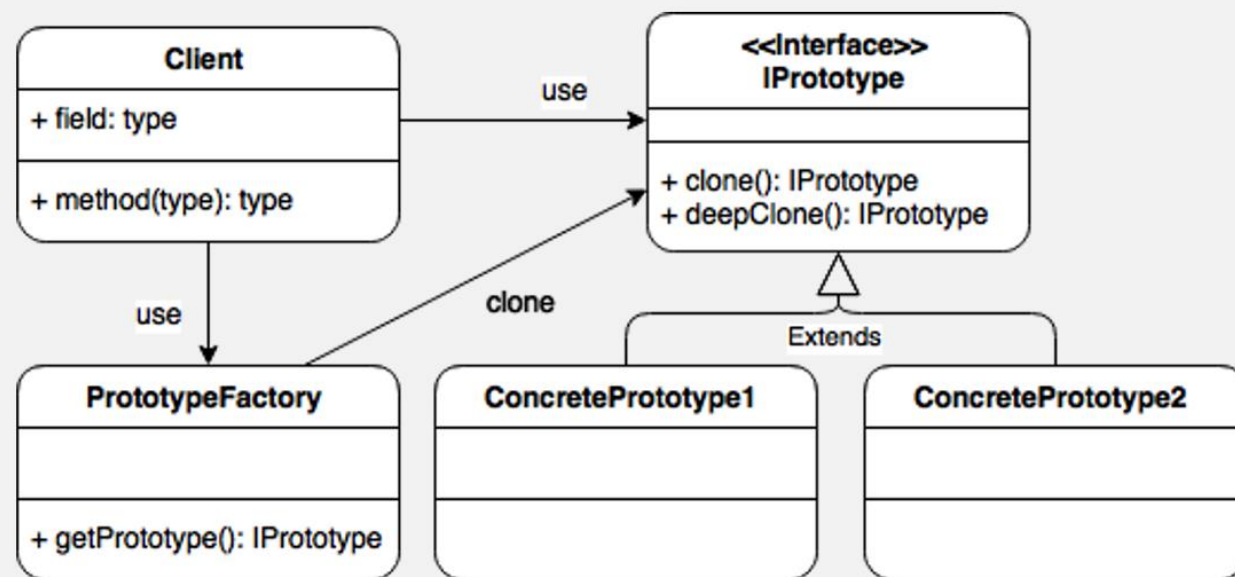 Client
+ field: type
+ method(type): type
use
<<Interface>>
IPrototype
+ clone(): IPrototype
+ deepClone(): IPrototype
use
clone
Extends
PrototypeFactory
+ getPrototype(): IPrototype
ConcretePrototype1
ConcretePrototype2